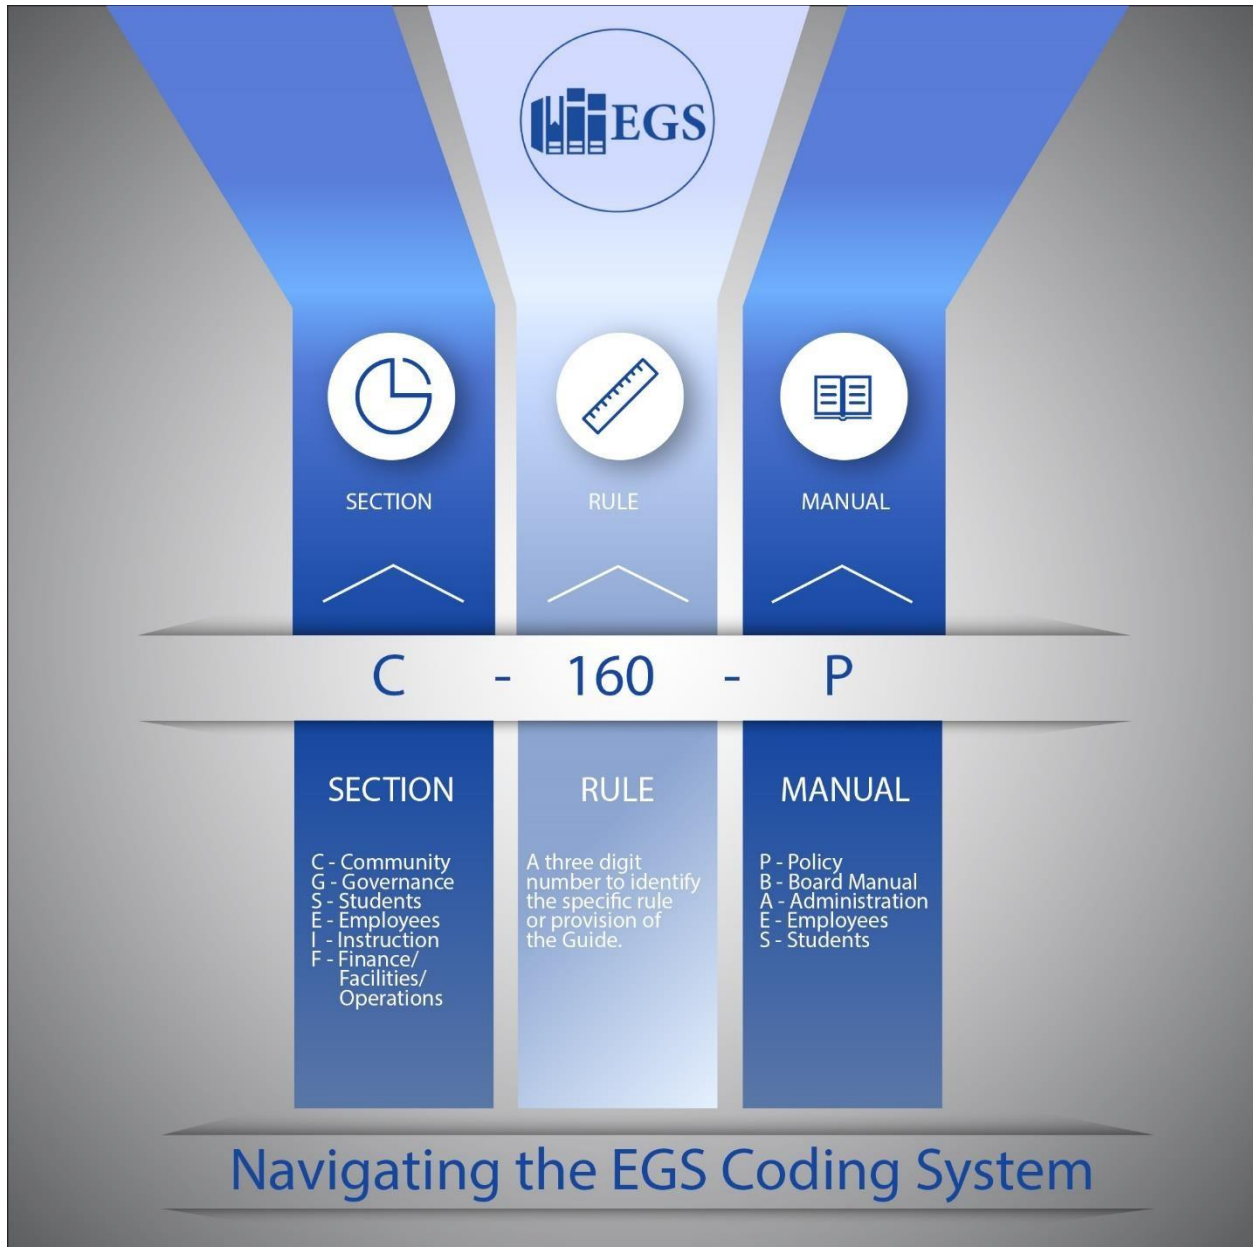 EGS
SECTION
RULE
MANUAL
C - 160 - P
SECTION
C - Community
G - Governance
S - Students
E - Employees
I - Instruction
F - Finance/
Facilities/
Operations
RULE
A three digit
number to identify
the specific rule
or provision of
the Guide.
MANUAL
P - Policy
B - Board Manual
A - Administration
E - Employees
S - Students
Navigating the EGS Coding System